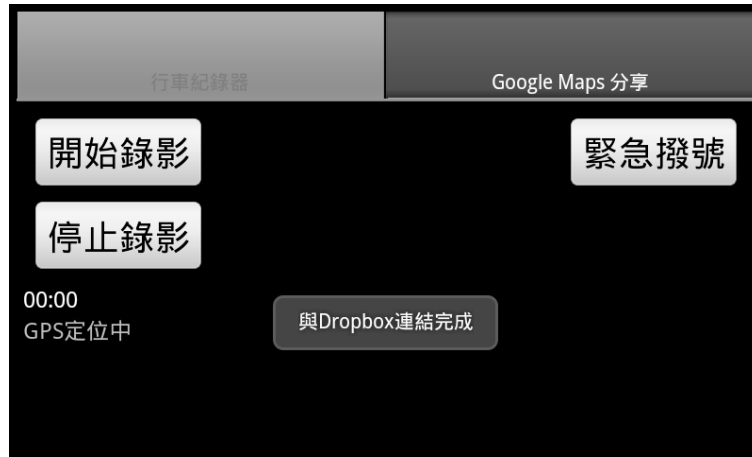 行車紀錄器
Google Maps 分享
開始錄影
緊急撥號
停止錄影
00:00
GPS定位中
與Dropbox連結完成